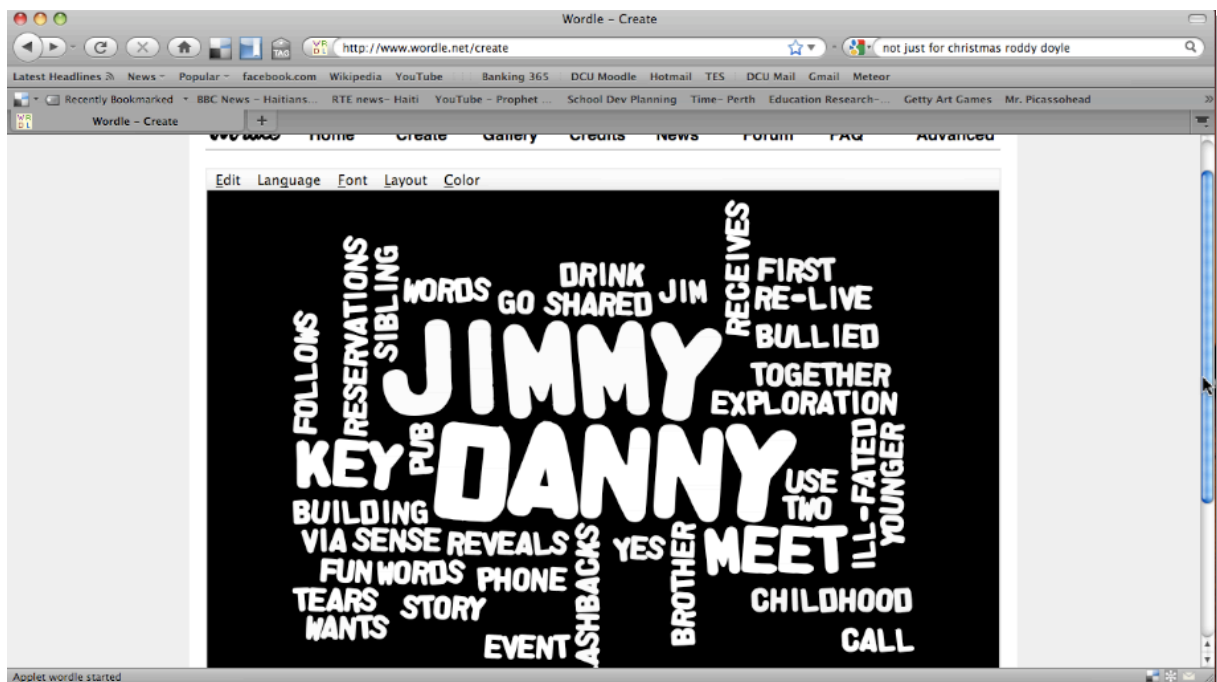 Wordle – Create
http://www.wordle.net/create
not just for christmas roddy doyle
Latest Headlines News Popular facebook.com Wikipedia YouTube Banking 365 DCU Moodle Hotmail TES DCU Mail Gmail Meteor
Recently Bookmarked BBC News – Haitians... RTE news– Haiti YouTube – Prophet ... School Dev Planning Time– Perth Education Research–... Getty Art Games Mr. Picassohead
Wordle – Create
Wordle Home Create Gallery Credits News Forum FAQ Advanced
Edit Language Font Layout Color
RECEIVES
RESERVATIONS
SIBLING
FOLLOWS
WORDS
DRINK
GO
SHARED
JIM
FIRST
RE-LIVE
BULLIED
JIMMY
TOGETHER
EXPLORATION
KEY
PUB
DANNY
USE
TWO
ILL-FATED
YOUNGER
BUILDING
VIA
SENSE
REVEALS
ASHBACKS
YES
BROTHER
MEET
FUN
WORDS
PHONE
TEARS
STORY
WANTS
EVENT
CHILDHOOD
CALL
Applet wordle started